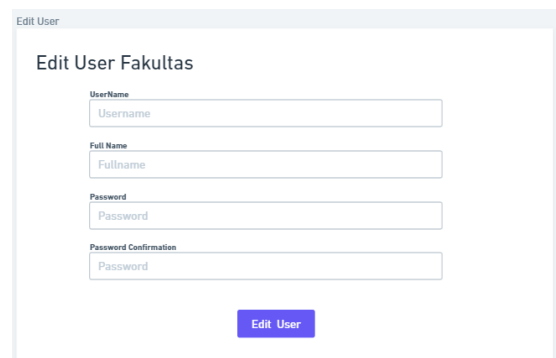 Edit User
Edit User Fakultas
UserName
Username
Full Name
Fullname
Password
Password
Password Confirmation
Password
Edit User